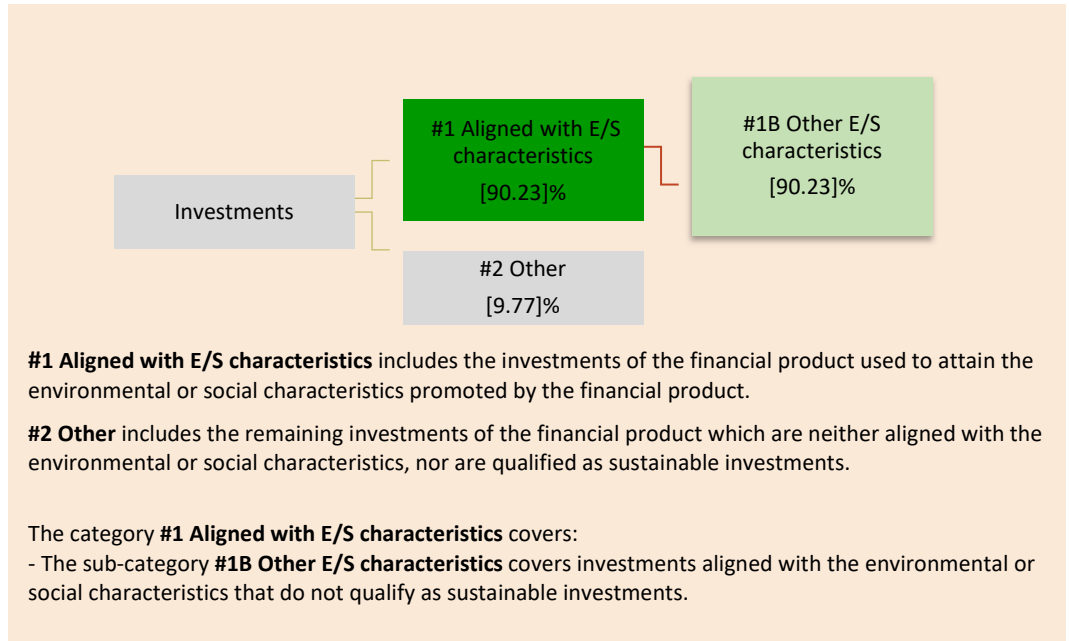 #1 Aligned with E/S
characteristics
[90.23]%
#1B Other E/S
characteristics
[90.23]%
Investments
#2 Other
[9.77]%
#1 Aligned with E/S characteristics includes the investments of the financial product used to attain the
environmental or social characteristics promoted by the financial product.
#2 Other includes the remaining investments of the financial product which are neither aligned with the
environmental or social characteristics, nor are qualified as sustainable investments.
The category #1 Aligned with E/S characteristics covers:
- The sub-category #1B Other E/S characteristics covers investments aligned with the environmental or
social characteristics that do not qualify as sustainable investments.